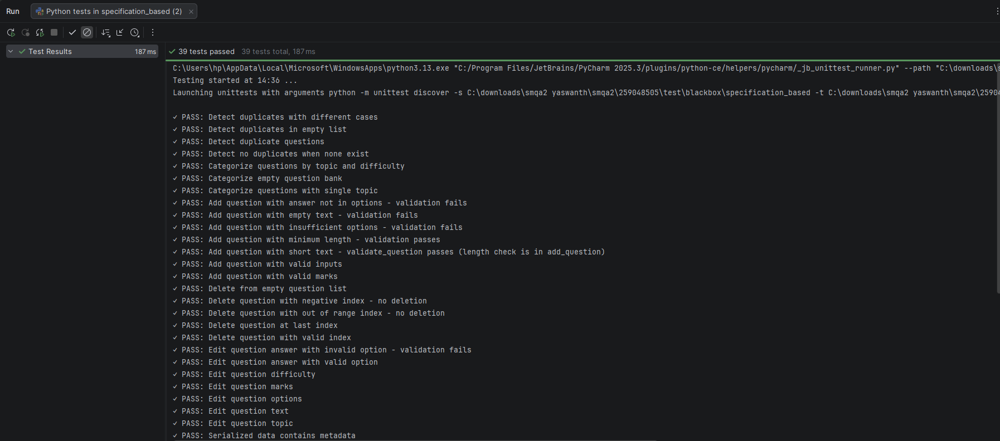 Run Python tests in specification_based (2)
Test Results 187 ms
39 tests passed 39 tests total, 187 ms
C:\Users\hp\AppData\Local\Microsoft\WindowsApps\python3.13.exe "C:/Program Files/JetBrains/PyCharm 2025.3/plugins/python-ce/helpers/pycharm/_jb_unittest_runner.py" --path "C:\downloads\s
Testing started at 14:36 ...
Launching unittests with arguments python -m unittest discover -s C:\downloads\smqa2 yaswanth\smqa2\259048505\test\blackbox\specification_based -t C:\downloads\smqa2 yaswanth\smqa2\2590
✓ PASS: Detect duplicates with different cases
✓ PASS: Detect duplicates in empty list
✓ PASS: Detect duplicate questions
✓ PASS: Detect no duplicates when none exist
✓ PASS: Categorize questions by topic and difficulty
✓ PASS: Categorize empty question bank
✓ PASS: Categorize questions with single topic
✓ PASS: Add question with answer not in options - validation fails
✓ PASS: Add question with empty text - validation fails
✓ PASS: Add question with insufficient options - validation fails
✓ PASS: Add question with minimum length - validation passes
✓ PASS: Add question with short text - validate_question passes (length check is in add_question)
✓ PASS: Add question with valid inputs
✓ PASS: Add question with valid marks
✓ PASS: Delete from empty question list
✓ PASS: Delete question with negative index - no deletion
✓ PASS: Delete question with out of range index - no deletion
✓ PASS: Delete question at last index
✓ PASS: Delete question with valid index
✓ PASS: Edit question answer with invalid option - validation fails
✓ PASS: Edit question answer with valid option
✓ PASS: Edit question difficulty
✓ PASS: Edit question marks
✓ PASS: Edit question options
✓ PASS: Edit question text
✓ PASS: Edit question topic
✓ PASS: Serialized data contains metadata